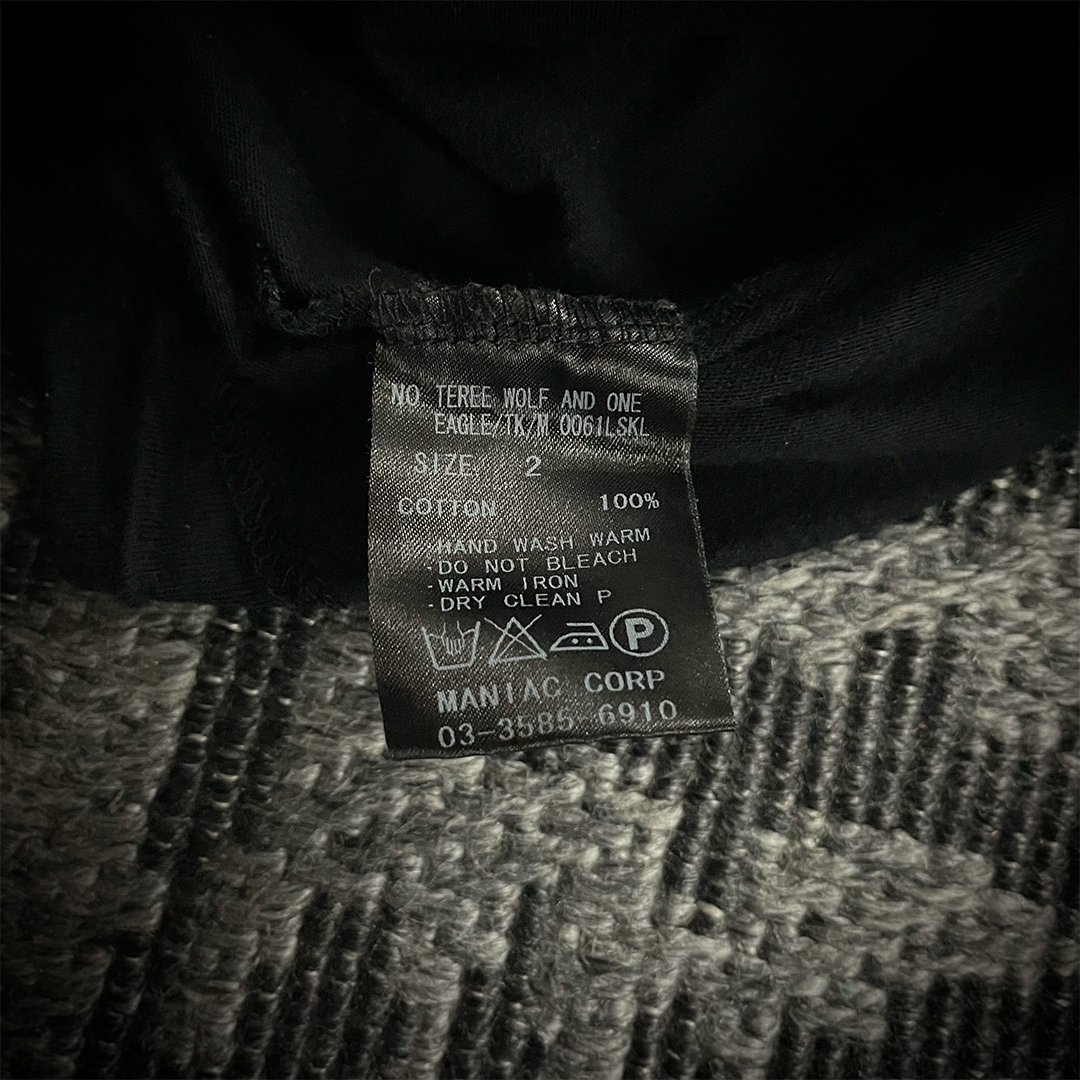 NO. TEREE WOLF AND ONE
EAGLE/TK/M 0061LSKL
SIZE 2
COTTON 100%
·HAND WASH WARM
·DO NOT BLEACH
·WARM IRON
·DRY CLEAN P
P
MANIAC CORP
03-3585-6910